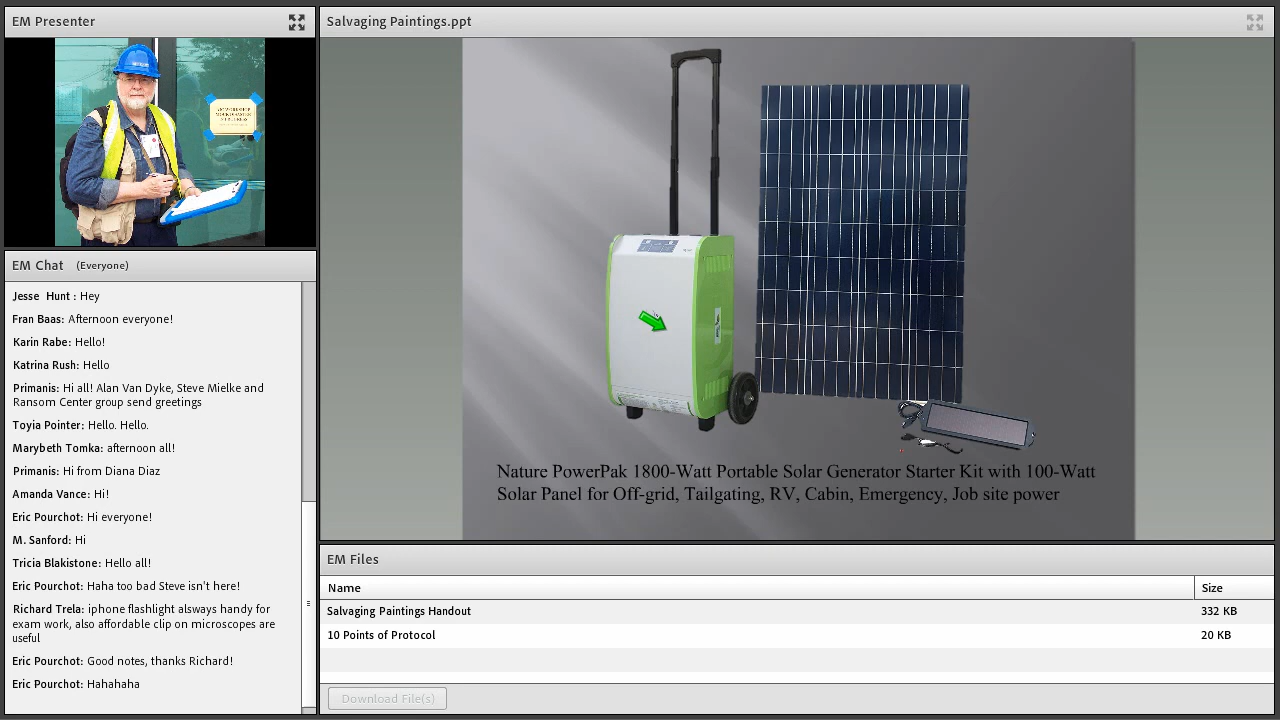 EM Presenter
EM Chat (Everyone)
Jesse Hunt : Hey
Fran Baas: Afternoon everyone!
Karin Rabe: Hello!
Katrina Rush: Hello
Primanis: Hi all! Alan Van Dyke, Steve Mielke and
Ransom Center group send greetings
Toyia Pointer: Hello. Hello.
Marybeth Tomka: afternoon all!
Primanis: Hi from Diana Diaz
Amanda Vance: Hi!
Eric Pourchot: Hi everyone!
M. Sanford: Hi
Tricia Blakistone: Hello all!
Eric Pourchot: Haha too bad Steve isn't here!
Richard Trela: iphone flashlight alsways handy for
exam work, also affordable clip on microscopes are
useful
Eric Pourchot: Good notes, thanks Richard!
Eric Pourchot: Hahahaha
Salvaging Paintings.ppt
Nature PowerPak 1800-Watt Portable Solar Generator Starter Kit with 100-Watt
Solar Panel for Off-grid, Tailgating, RV, Cabin, Emergency, Job site power
EM Files
Name Size
Salvaging Paintings Handout 332 KB
10 Points of Protocol 20 KB
Download File(s)